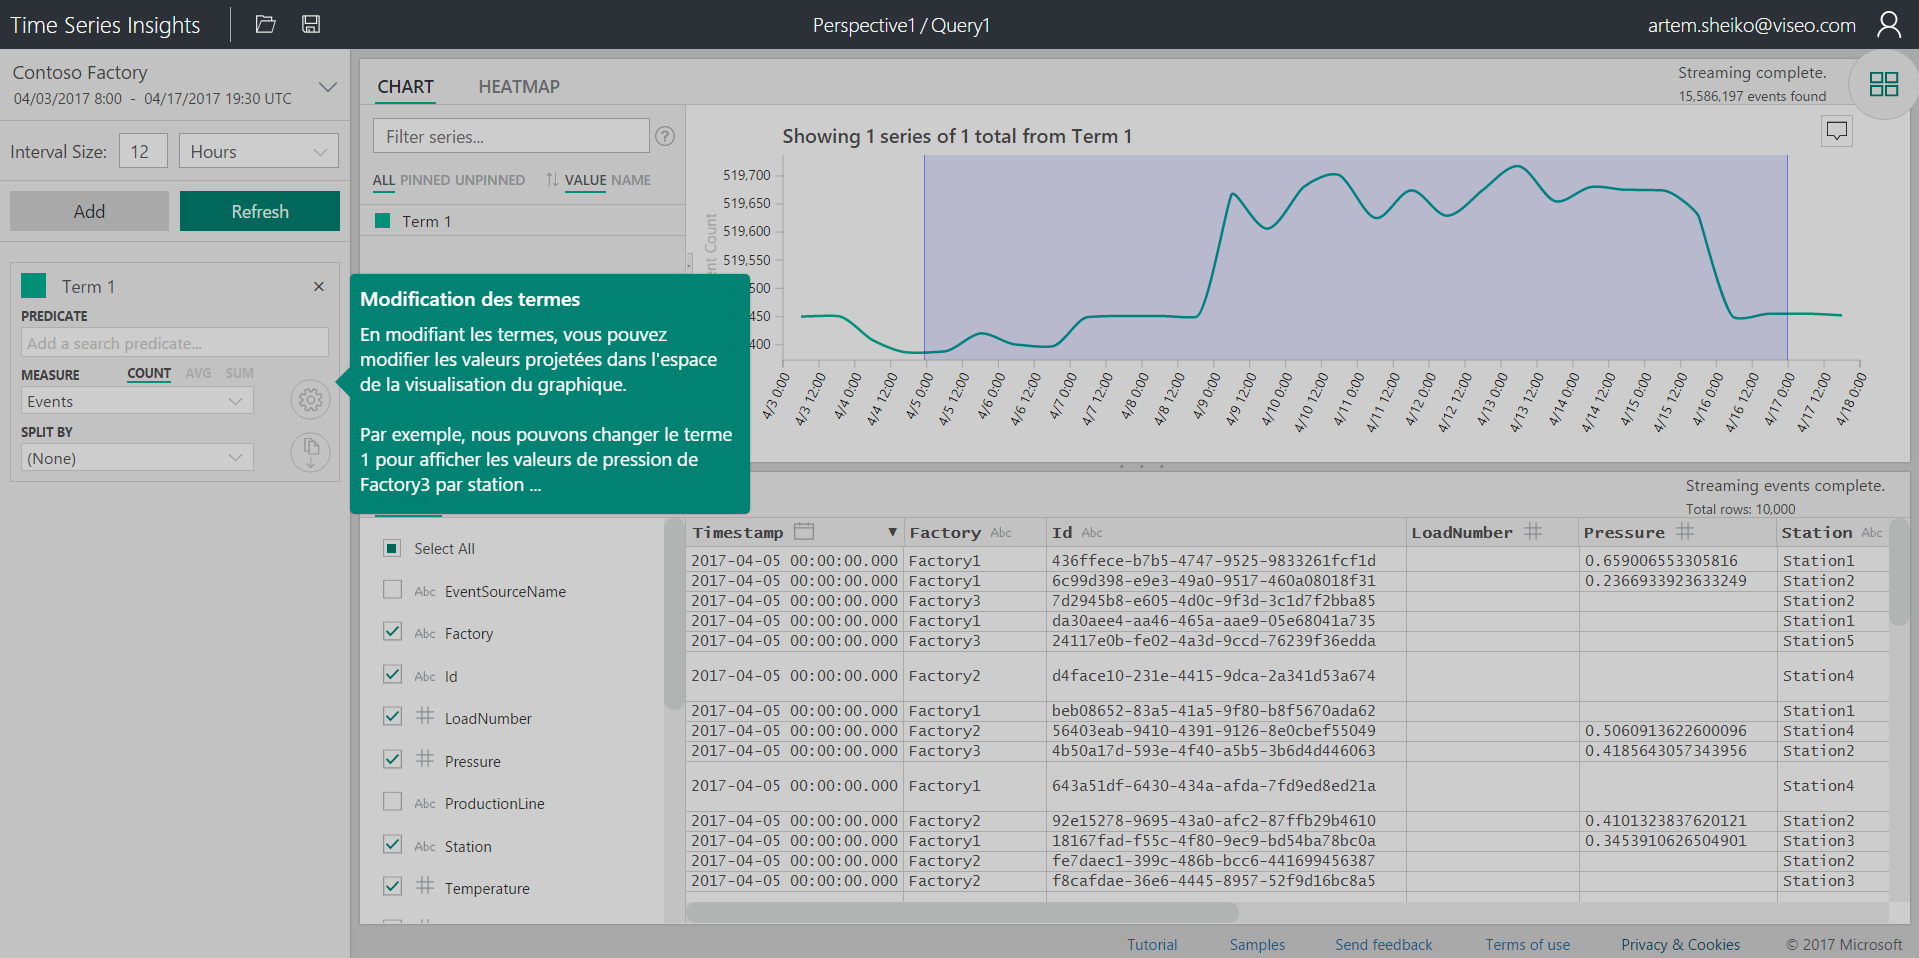 Time Series Insights
Perspective1 / Query1
artem.sheiko@viseo.com
Contoso Factory
04/03/2017 8:00 - 04/17/2017 19:30 UTC
Interval Size: 12 Hours
Add Refresh
Term 1 ×
PREDICATE
Add a search predicate...
MEASURE COUNT AVG SUM
Events
SPLIT BY
(None)
CHART HEATMAP
Streaming complete.
15,586,197 events found
Filter series... ?
ALL PINNED UNPINNED VALUE NAME
Term 1
Showing 1 series of 1 total from Term 1
519,700
519,650
519,600
519,550
500
450
400
Count
4/3 0:00
4/3 12:00
4/4 0:00
4/4 12:00
4/5 0:00
4/5 12:00
4/6 0:00
4/6 12:00
4/7 0:00
4/7 12:00
4/8 0:00
4/8 12:00
4/9 0:00
4/9 12:00
4/10 0:00
4/10 12:00
4/11 0:00
4/11 12:00
4/12 0:00
4/12 12:00
4/13 0:00
4/13 12:00
4/14 0:00
4/14 12:00
4/15 0:00
4/15 12:00
4/16 0:00
4/16 12:00
4/17 0:00
4/17 12:00
4/18 0:00
Modification des termes
En modifiant les termes, vous pouvez
modifier les valeurs projetées dans l'espace
de la visualisation du graphique.
Par exemple, nous pouvons changer le terme
1 pour afficher les valeurs de pression de
Factory3 par station ...
Streaming events complete.
Total rows: 10,000
Select All
Abc EventSourceName
Abc Factory
Abc Id
LoadNumber
Pressure
Abc ProductionLine
Abc Station
Temperature
Timestamp Factory Abc Id Abc LoadNumber Pressure Station Abc
2017-04-05 00:00:00.000 Factory1 436ffece-b7b5-4747-9525-9833261fcf1d 0.659006553305816 Station1
2017-04-05 00:00:00.000 Factory1 6c99d398-e9e3-49a0-9517-460a08018f31 0.2366933923633249 Station2
2017-04-05 00:00:00.000 Factory3 7d2945b8-e605-4d0c-9f3d-3c1d7f2bba85 Station2
2017-04-05 00:00:00.000 Factory1 da30aee4-aa46-465a-aae9-05e68041a735 Station1
2017-04-05 00:00:00.000 Factory3 24117e0b-fe02-4a3d-9ccd-76239f36edda Station5
2017-04-05 00:00:00.000 Factory2 d4face10-231e-4415-9dca-2a341d53a674 Station4
2017-04-05 00:00:00.000 Factory1 beb08652-83a5-41a5-9f80-b8f5670ada62 Station1
2017-04-05 00:00:00.000 Factory2 56403eab-9410-4391-9126-8e0cbef55049 0.5060913622600096 Station4
2017-04-05 00:00:00.000 Factory3 4b50a17d-593e-4f40-a5b5-3b6d4d446063 0.4185643057343956 Station2
2017-04-05 00:00:00.000 Factory1 643a51df-6430-434a-afda-7fd9ed8ed21a Station4
2017-04-05 00:00:00.000 Factory2 92e15278-9695-43a0-afc2-87ffb29b4610 0.4101323837620121 Station2
2017-04-05 00:00:00.000 Factory1 18167fad-f55c-4f80-9ec9-bd54ba78bc0a 0.3453910626504901 Station3
2017-04-05 00:00:00.000 Factory2 fe7daec1-399c-486b-bcc6-441699456387 Station2
2017-04-05 00:00:00.000 Factory2 f8cafdae-36e6-4445-8957-52f9d16bc8a5 Station3
Tutorial Samples Send feedback Terms of use Privacy & Cookies © 2017 Microsoft